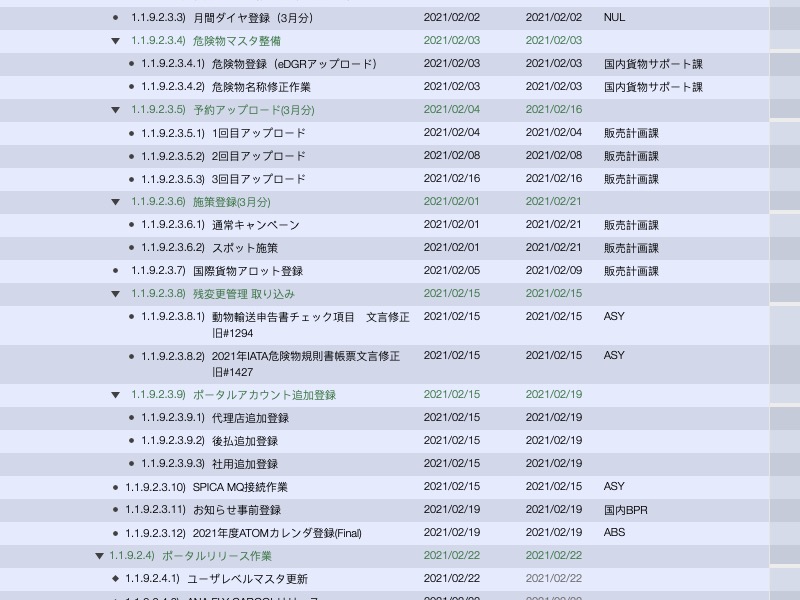 1.1.9.2.3.3) 月間ダイヤ登録（3月分） 2021/02/02 2021/02/02 NUL
1.1.9.2.3.4) 危険物マスタ整備 2021/02/03 2021/02/03
1.1.9.2.3.4.1) 危険物登録（eDGRアップロード） 2021/02/03 2021/02/03 国内貨物サポート課
1.1.9.2.3.4.2) 危険物名称修正作業 2021/02/03 2021/02/03 国内貨物サポート課
1.1.9.2.3.5) 予約アップロード(3月分) 2021/02/04 2021/02/16
1.1.9.2.3.5.1) 1回目アップロード 2021/02/04 2021/02/04 販売計画課
1.1.9.2.3.5.2) 2回目アップロード 2021/02/08 2021/02/08 販売計画課
1.1.9.2.3.5.3) 3回目アップロード 2021/02/16 2021/02/16 販売計画課
1.1.9.2.3.6) 施策登録(3月分) 2021/02/01 2021/02/21
1.1.9.2.3.6.1) 通常キャンペーン 2021/02/01 2021/02/21 販売計画課
1.1.9.2.3.6.2) スポット施策 2021/02/01 2021/02/21 販売計画課
1.1.9.2.3.7) 国際貨物アロット登録 2021/02/05 2021/02/09 販売計画課
1.1.9.2.3.8) 残変更管理 取り込み 2021/02/15 2021/02/15
1.1.9.2.3.8.1) 動物輸送申告書チェック項目　文言修正 2021/02/15 2021/02/15 ASY
旧#1294
1.1.9.2.3.8.2) 2021年IATA危険物規則書帳票文言修正 2021/02/15 2021/02/15 ASY
旧#1427
1.1.9.2.3.9) ポータルアカウント追加登録 2021/02/15 2021/02/19
1.1.9.2.3.9.1) 代理店追加登録 2021/02/15 2021/02/19
1.1.9.2.3.9.2) 後払追加登録 2021/02/15 2021/02/19
1.1.9.2.3.9.3) 社用追加登録 2021/02/15 2021/02/19
1.1.9.2.3.10) SPICA MQ接続作業 2021/02/15 2021/02/15 ASY
1.1.9.2.3.11) お知らせ事前登録 2021/02/19 2021/02/19 国内BPR
1.1.9.2.3.12) 2021年度ATOMカレンダ登録(Final) 2021/02/19 2021/02/19 ABS
1.1.9.2.4) ポータルリリース作業 2021/02/22 2021/02/22
1.1.9.2.4.1) ユーザレベルマスタ更新 2021/02/22 2021/02/22